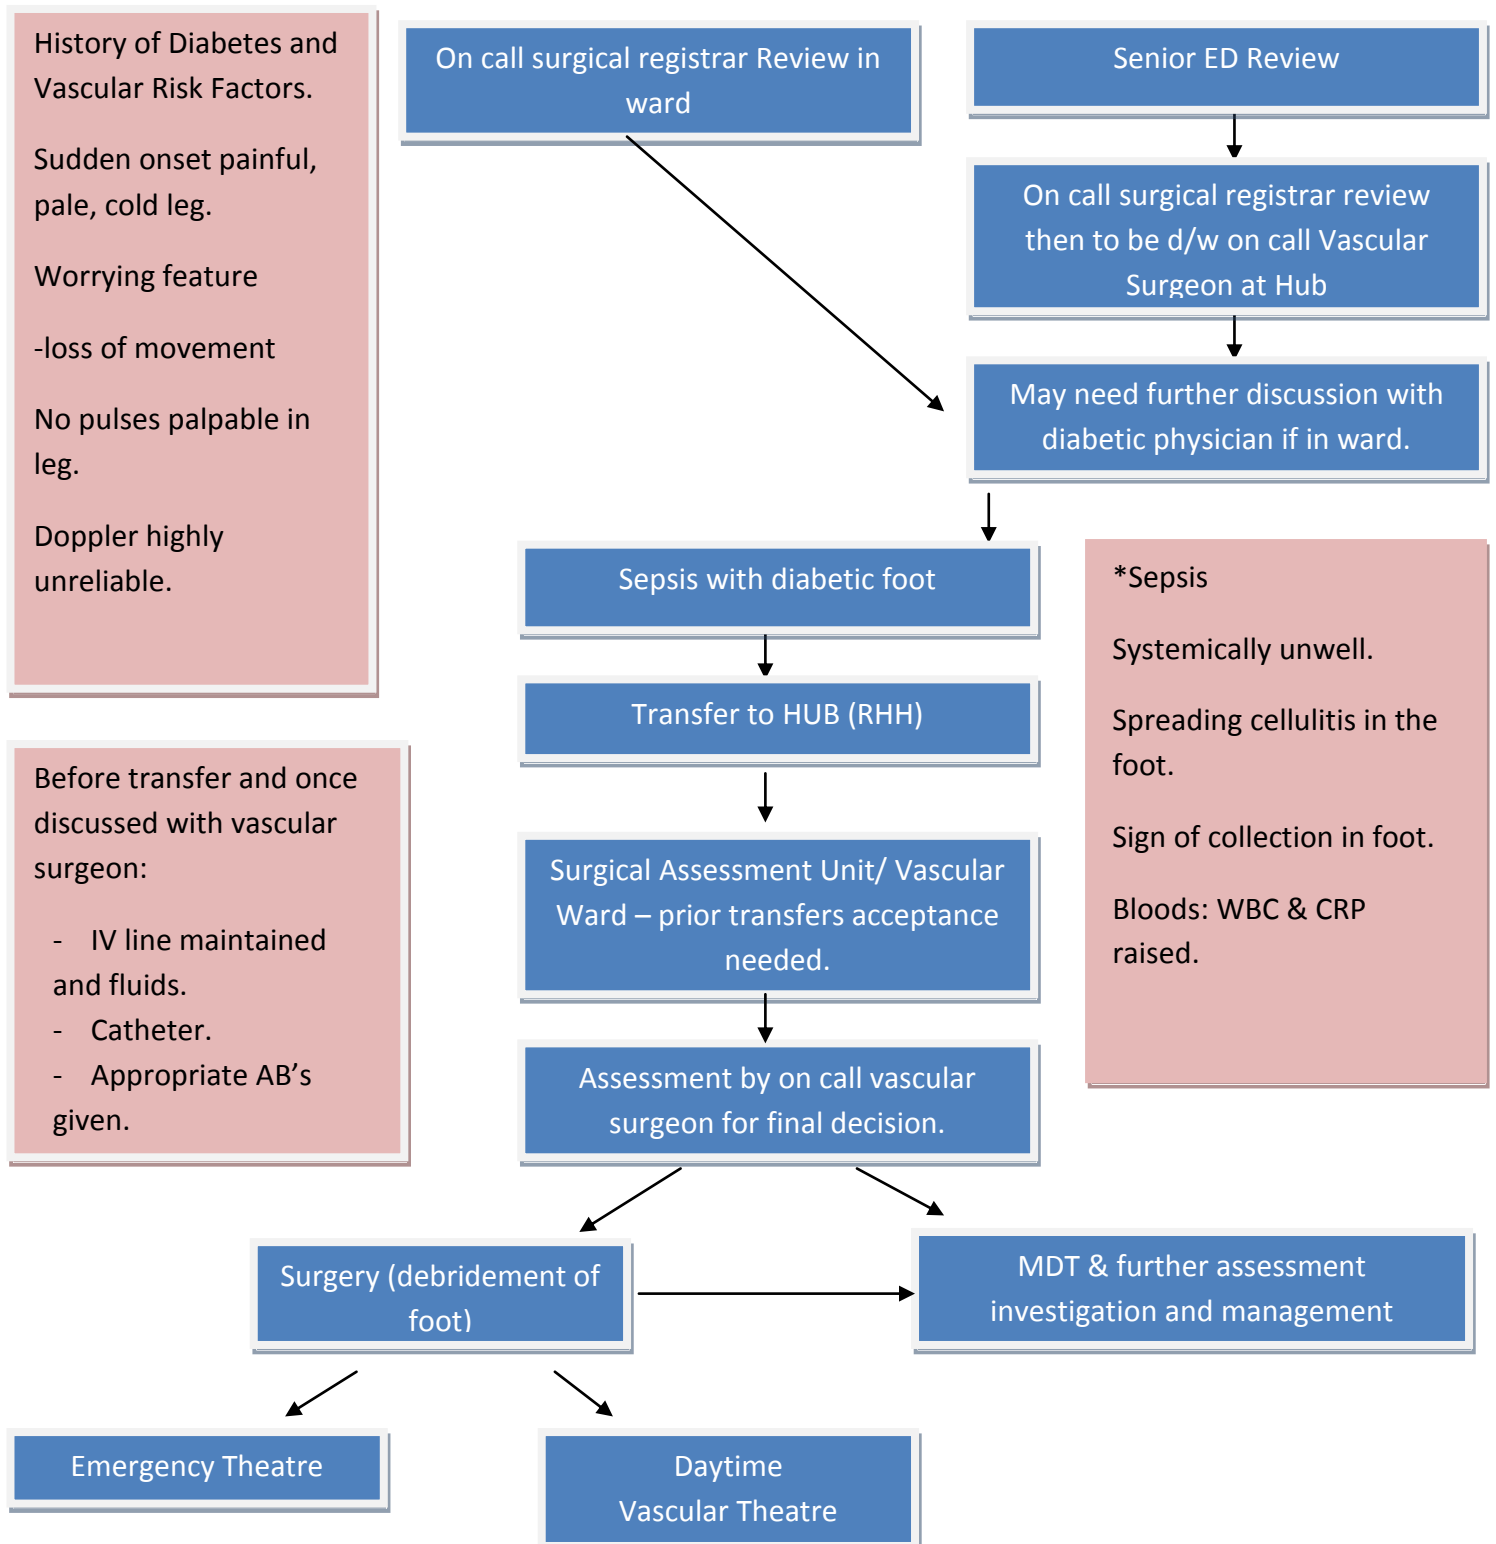 History of Diabetes and
Vascular Risk Factors.
Sudden onset painful,
pale, cold leg.
Worrying feature
-loss of movement
No pulses palpable in
leg.
Doppler highly
unreliable.
On call surgical registrar Review in
ward
Senior ED Review
On call surgical registrar review
then to be d/w on call Vascular
Surgeon at Hub
May need further discussion with
diabetic physician if in ward.
Sepsis with diabetic foot
*Sepsis
Systemically unwell.
Spreading cellulitis in the
foot.
Sign of collection in foot.
Bloods: WBC & CRP
raised.
Transfer to HUB (RHH)
Before transfer and once
discussed with vascular
surgeon:
- IV line maintained
and fluids.
- Catheter.
- Appropriate AB’s
given.
Surgical Assessment Unit/ Vascular
Ward – prior transfers acceptance
needed.
Assessment by on call vascular
surgeon for final decision.
Surgery (debridement of
foot)
MDT & further assessment
investigation and management
Emergency Theatre
Daytime
Vascular Theatre